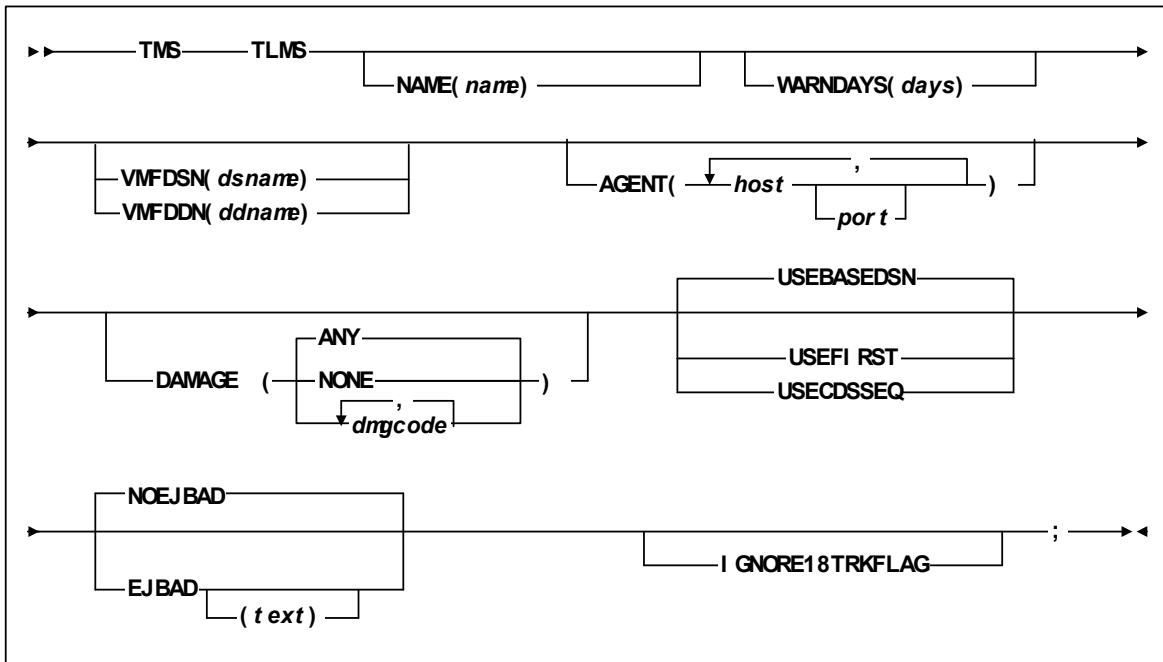 TMS TLMS
NAME( name) WARNDAYS( days)
VMFDSN( dsname)
VMFDDN( ddname)
,
AGENT( host )
port
USEBASEDSN
ANY
DAMAGE ( NONE )
,
dmgcode
USEFIRST
USECDSSEQ
NOEJBAD
;
IGNORE18TRKFLAG
EJBAD
( text)